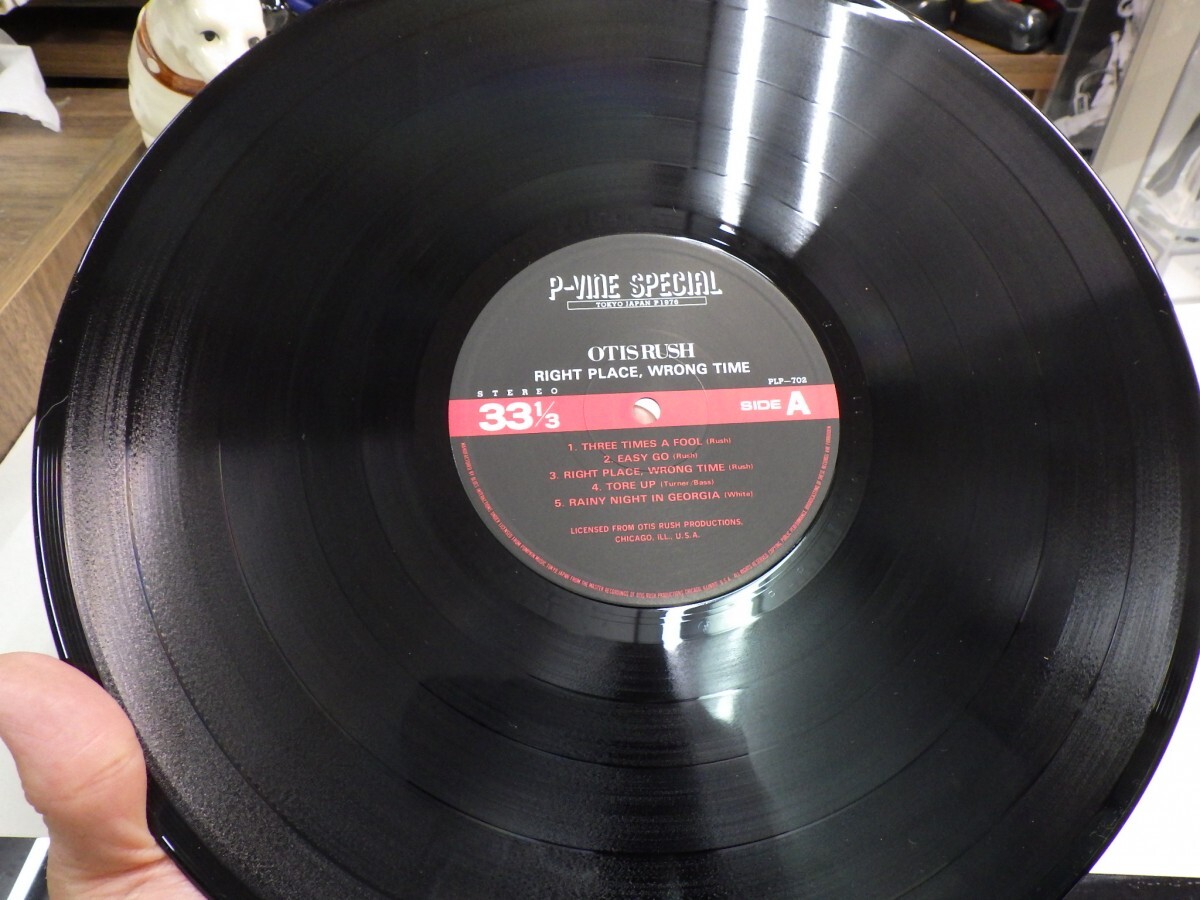 P-VINE SPECIAL
TOKYO JAPAN P1976
OTIS RUSH
RIGHT PLACE, WRONG TIME
PLP-702
STEREO
33 1/3
SIDE A
1. THREE TIMES A FOOL (Rush)
2. EASY GO (Rush)
3. RIGHT PLACE, WRONG TIME (Rush)
4. TORE UP (Turner/Bass)
5. RAINY NIGHT IN GEORGIA (White)
LICENSED FROM OTIS RUSH PRODUCTIONS,
CHICAGO, ILL., U.S.A.